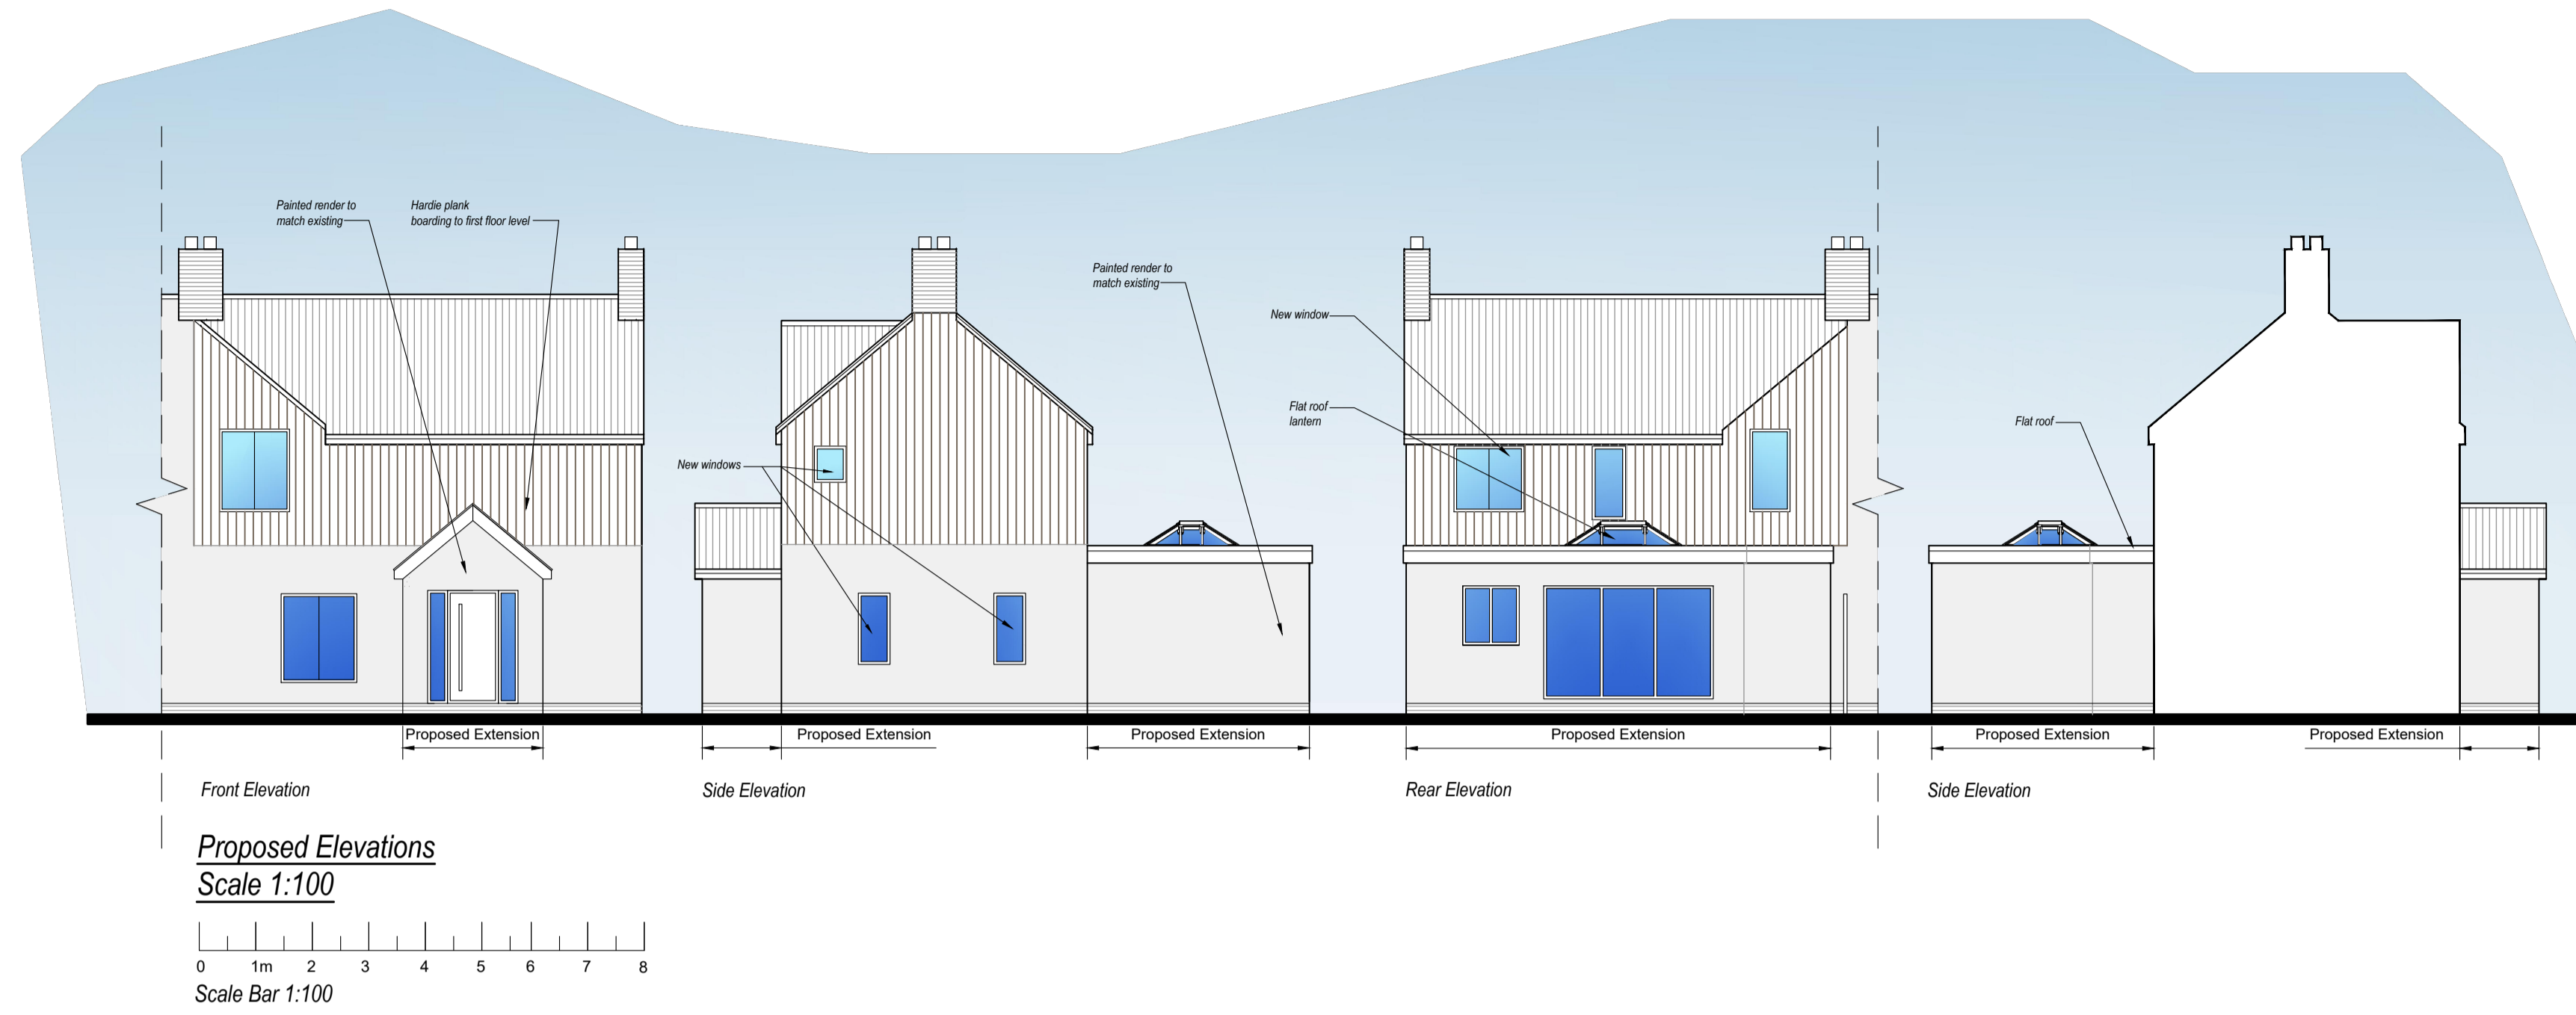 Painted render to
match existing
Hardie plank
boarding to first floor level
Painted render to
match existing
New window
Flat roof
lantern
Flat roof
New windows
Proposed Extension
Proposed Extension
Proposed Extension
Proposed Extension
Proposed Extension
Proposed Extension
Front Elevation
Side Elevation
Rear Elevation
Side Elevation
Proposed Elevations
Scale 1:100
0 1m 2 3 4 5 6 7 8
Scale Bar 1:100